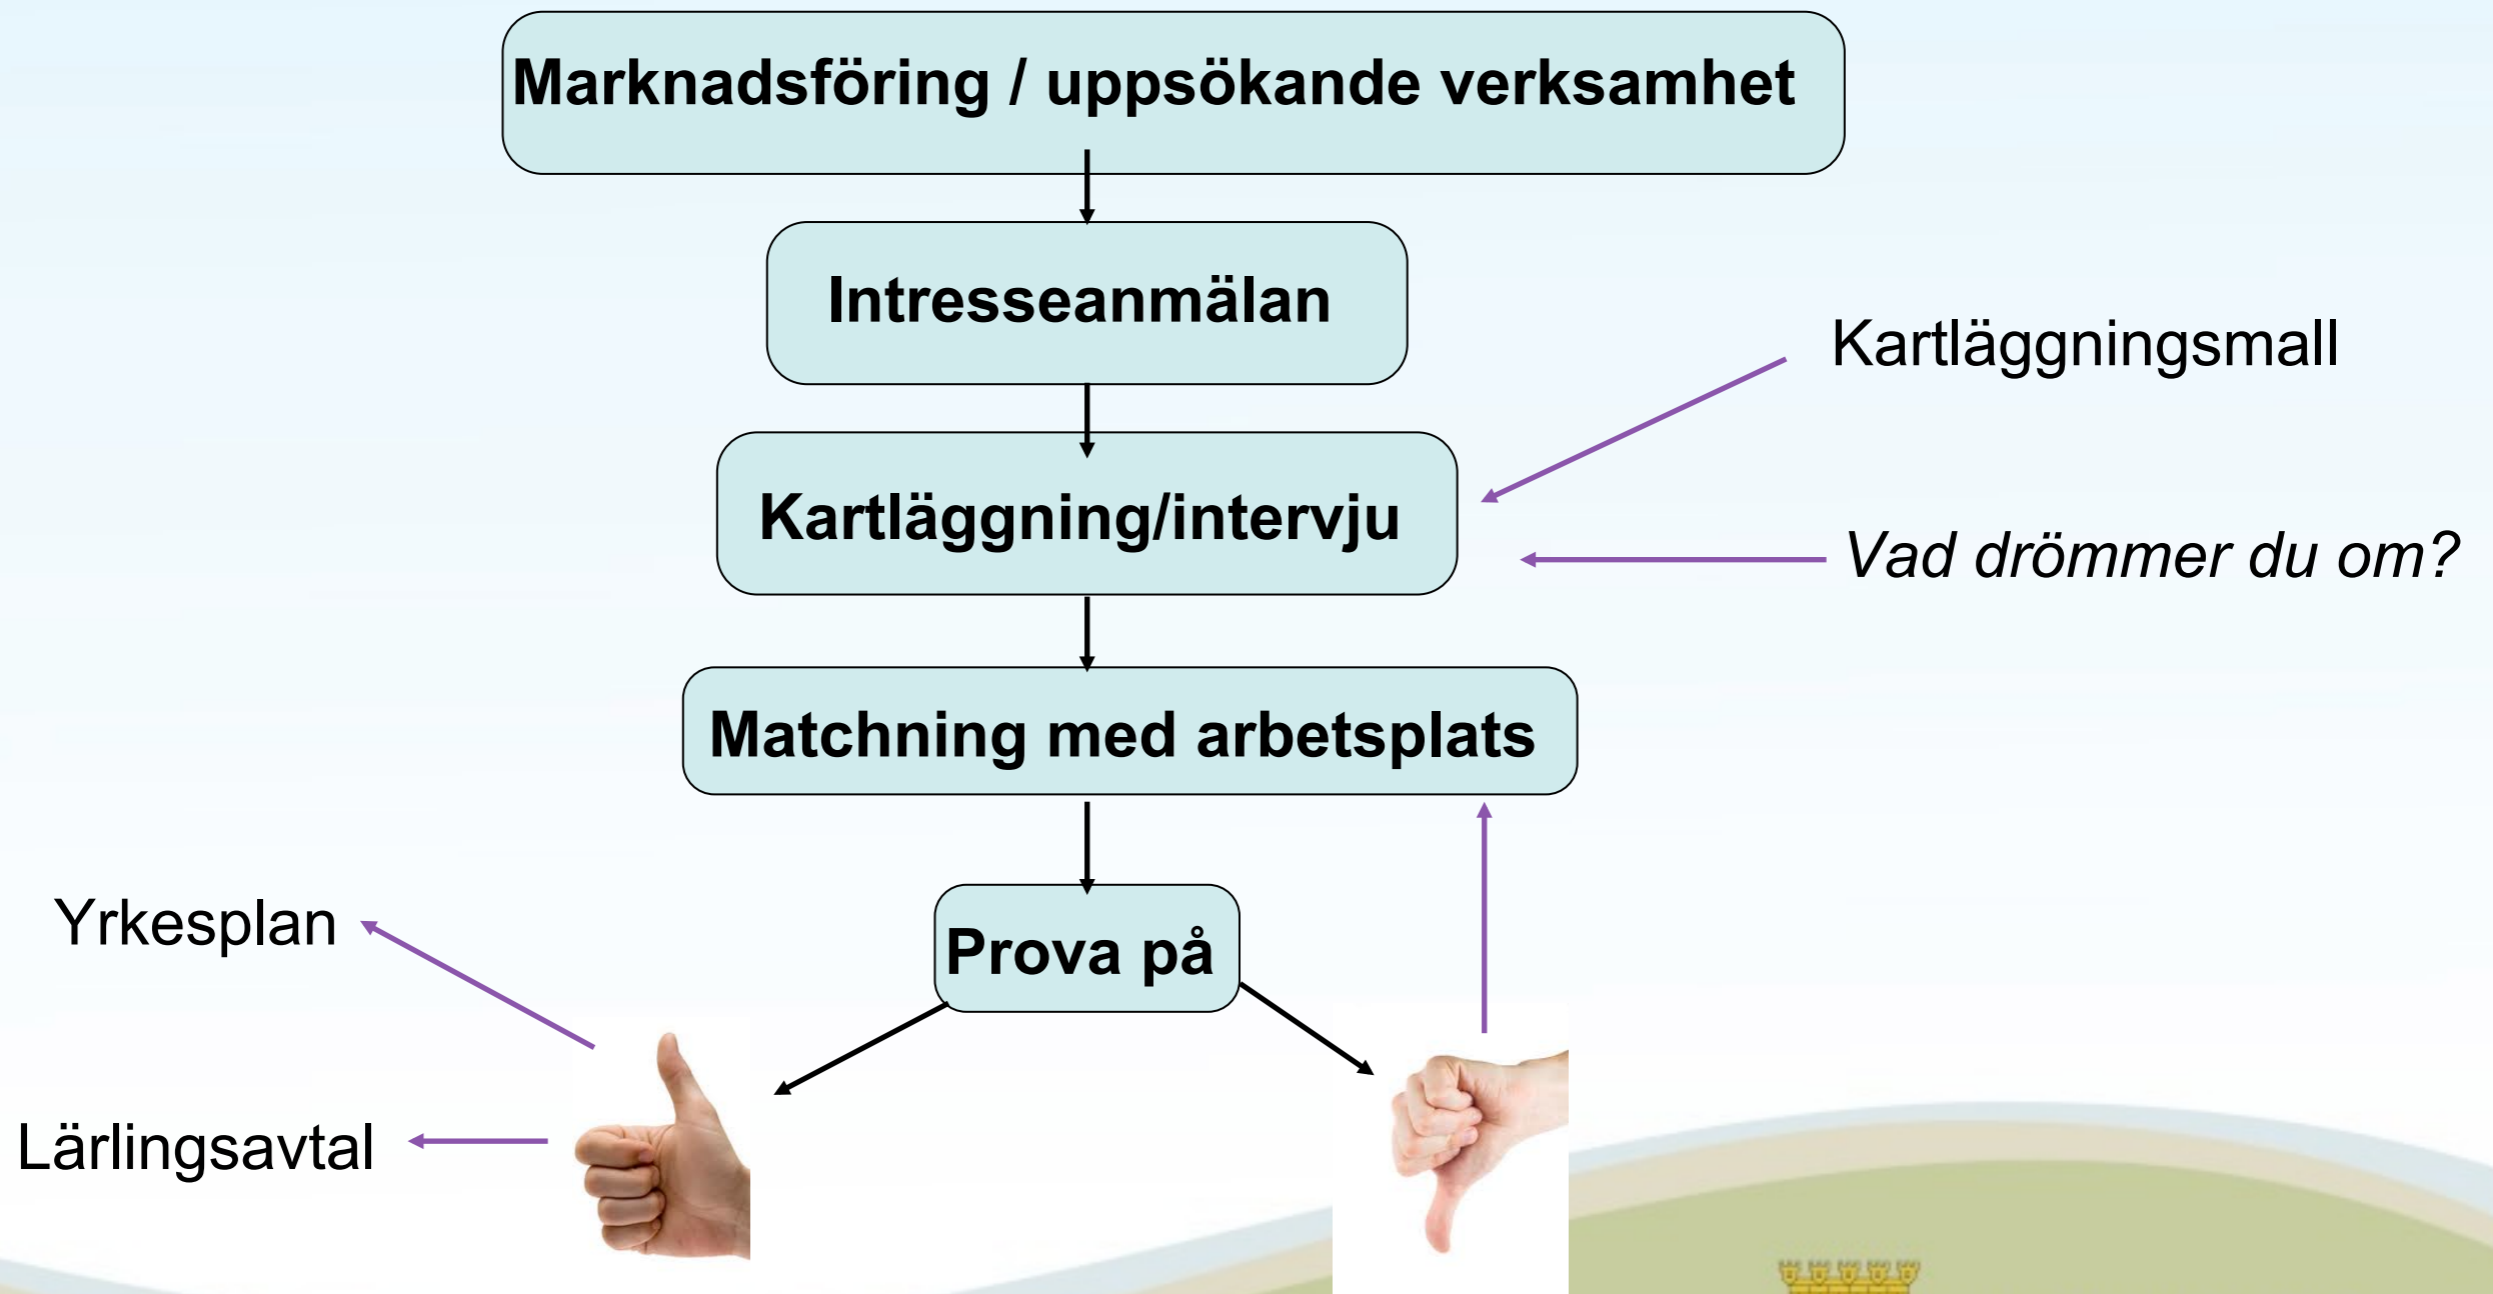 Marknadsföring / uppsökande verksamhet
Intresseanmälan
Kartläggningsmall
Kartläggning/intervju
Vad drömmer du om?
Matchning med arbetsplats
Yrkesplan
Prova på
Lärlingsavtal